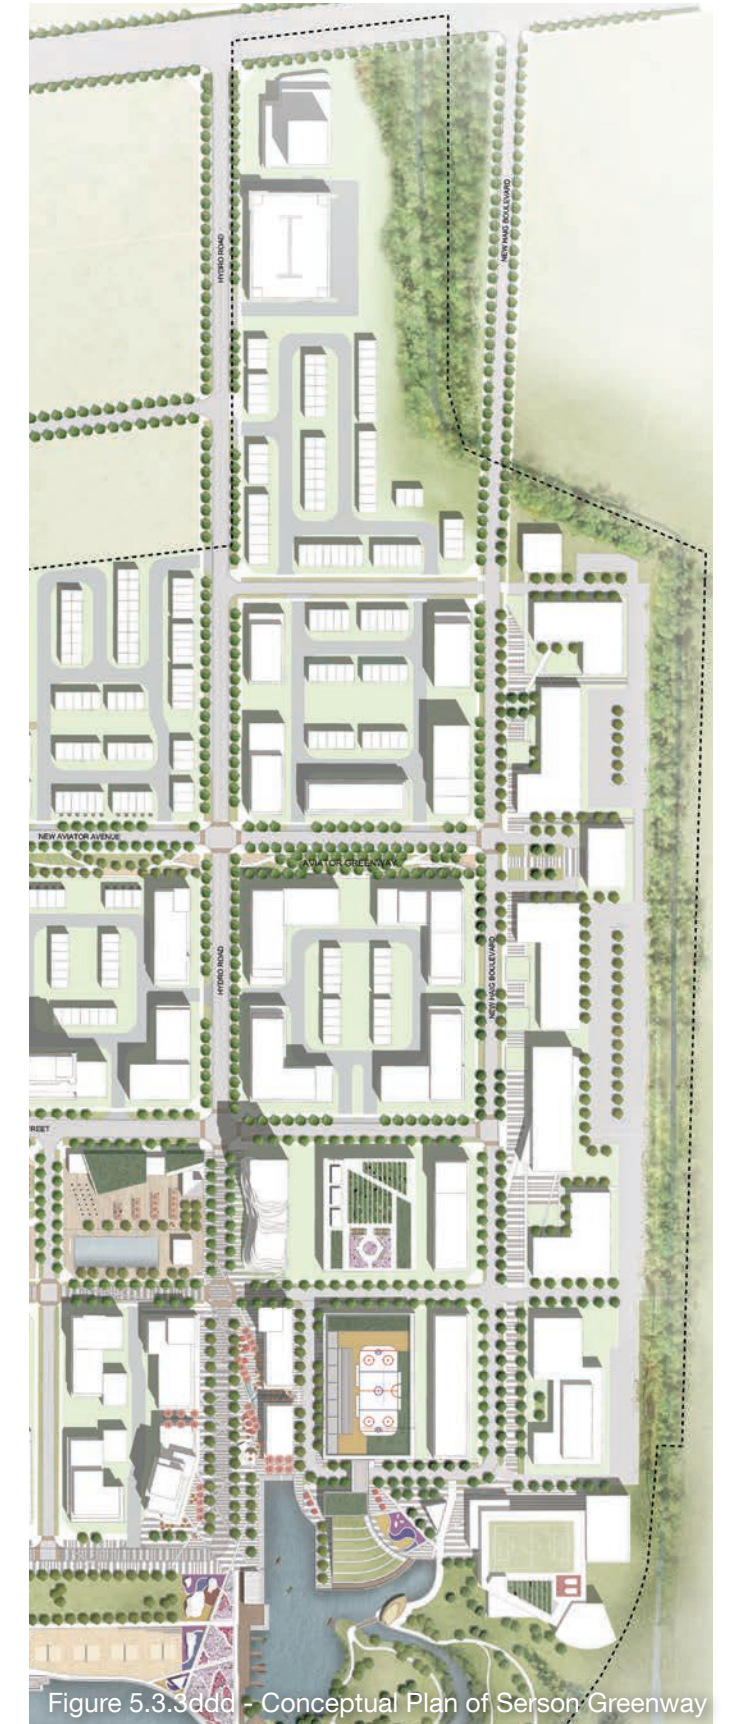 HYDRO ROAD
NEW HAIG BOULEVARD
NEW AVIATOR AVENUE
AVIATOR GREENWAY
HYDRO ROAD
NEW HAIG BOULEVARD
REET
Figure 5.3.3ddd - Conceptual Plan of Serson Greenway